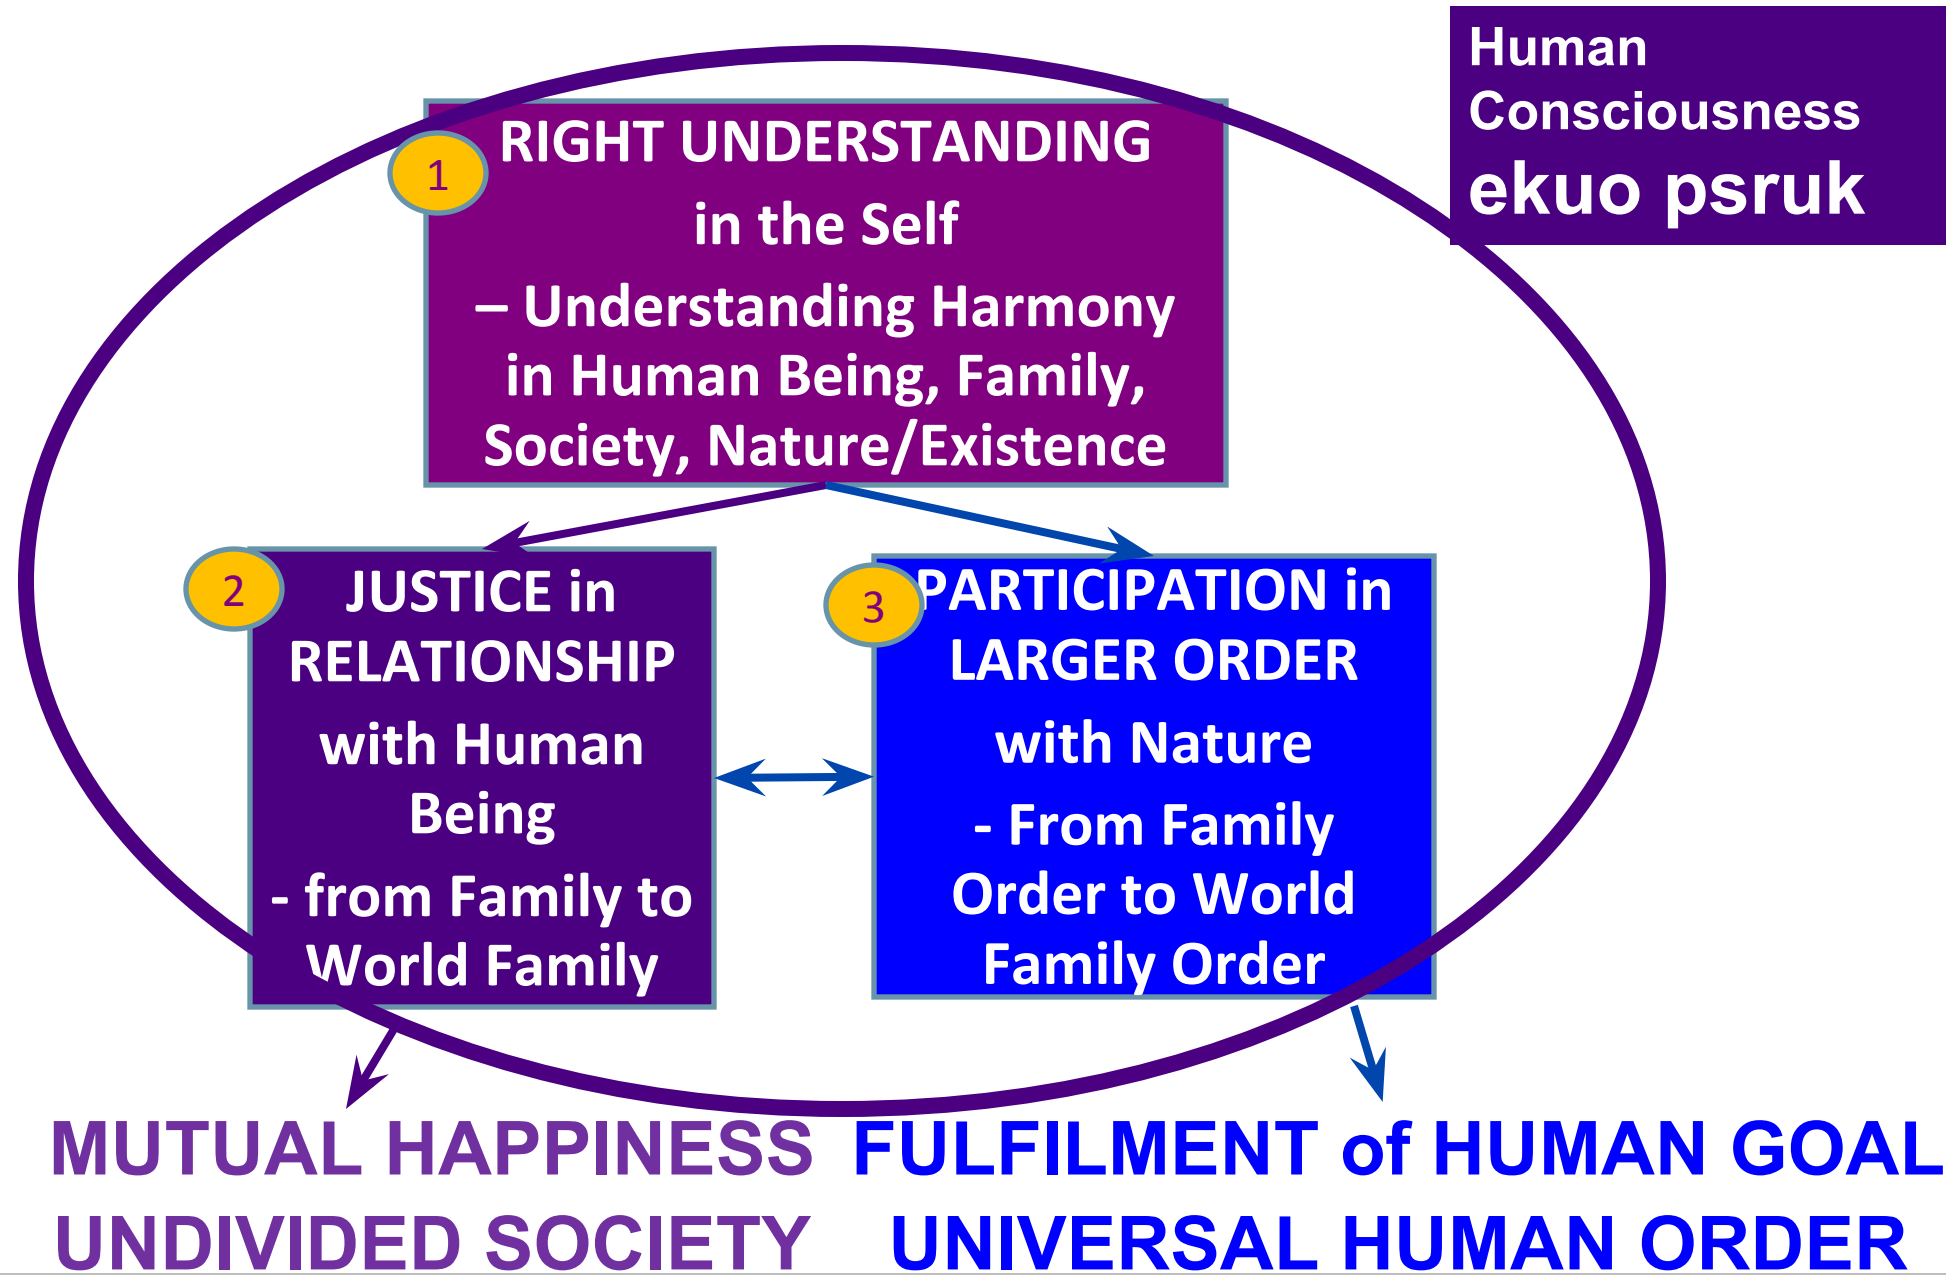 Human
Consciousness
ekuo psruk
1
RIGHT UNDERSTANDING
in the Self
– Understanding Harmony
in Human Being, Family,
Society, Nature/Existence
2
JUSTICE in
RELATIONSHIP
with Human
Being
- from Family to
World Family
3
PARTICIPATION in
LARGER ORDER
with Nature
- From Family
Order to World
Family Order
MUTUAL HAPPINESS
UNDIVIDED SOCIETY
FULFILMENT of HUMAN GOAL
UNIVERSAL HUMAN ORDER